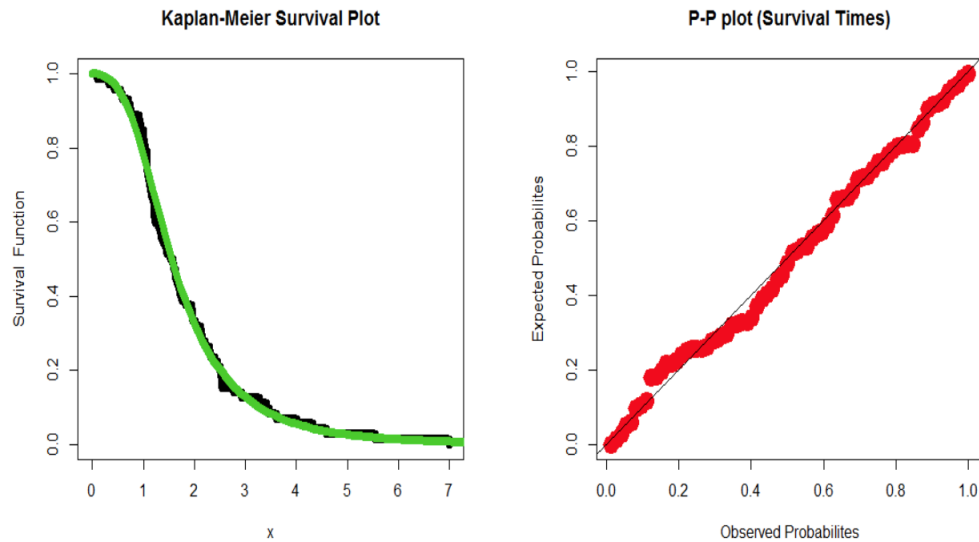 Kaplan-Meier Survival Plot
Survival Function
1.0
0.8
0.6
0.4
0.2
0.0
0 1 2 3 4 5 6 7
x
P-P plot (Survival Times)
Expected Probabilites
1.0
0.8
0.6
0.4
0.2
0.0
0.0 0.2 0.4 0.6 0.8 1.0
Observed Probabilites